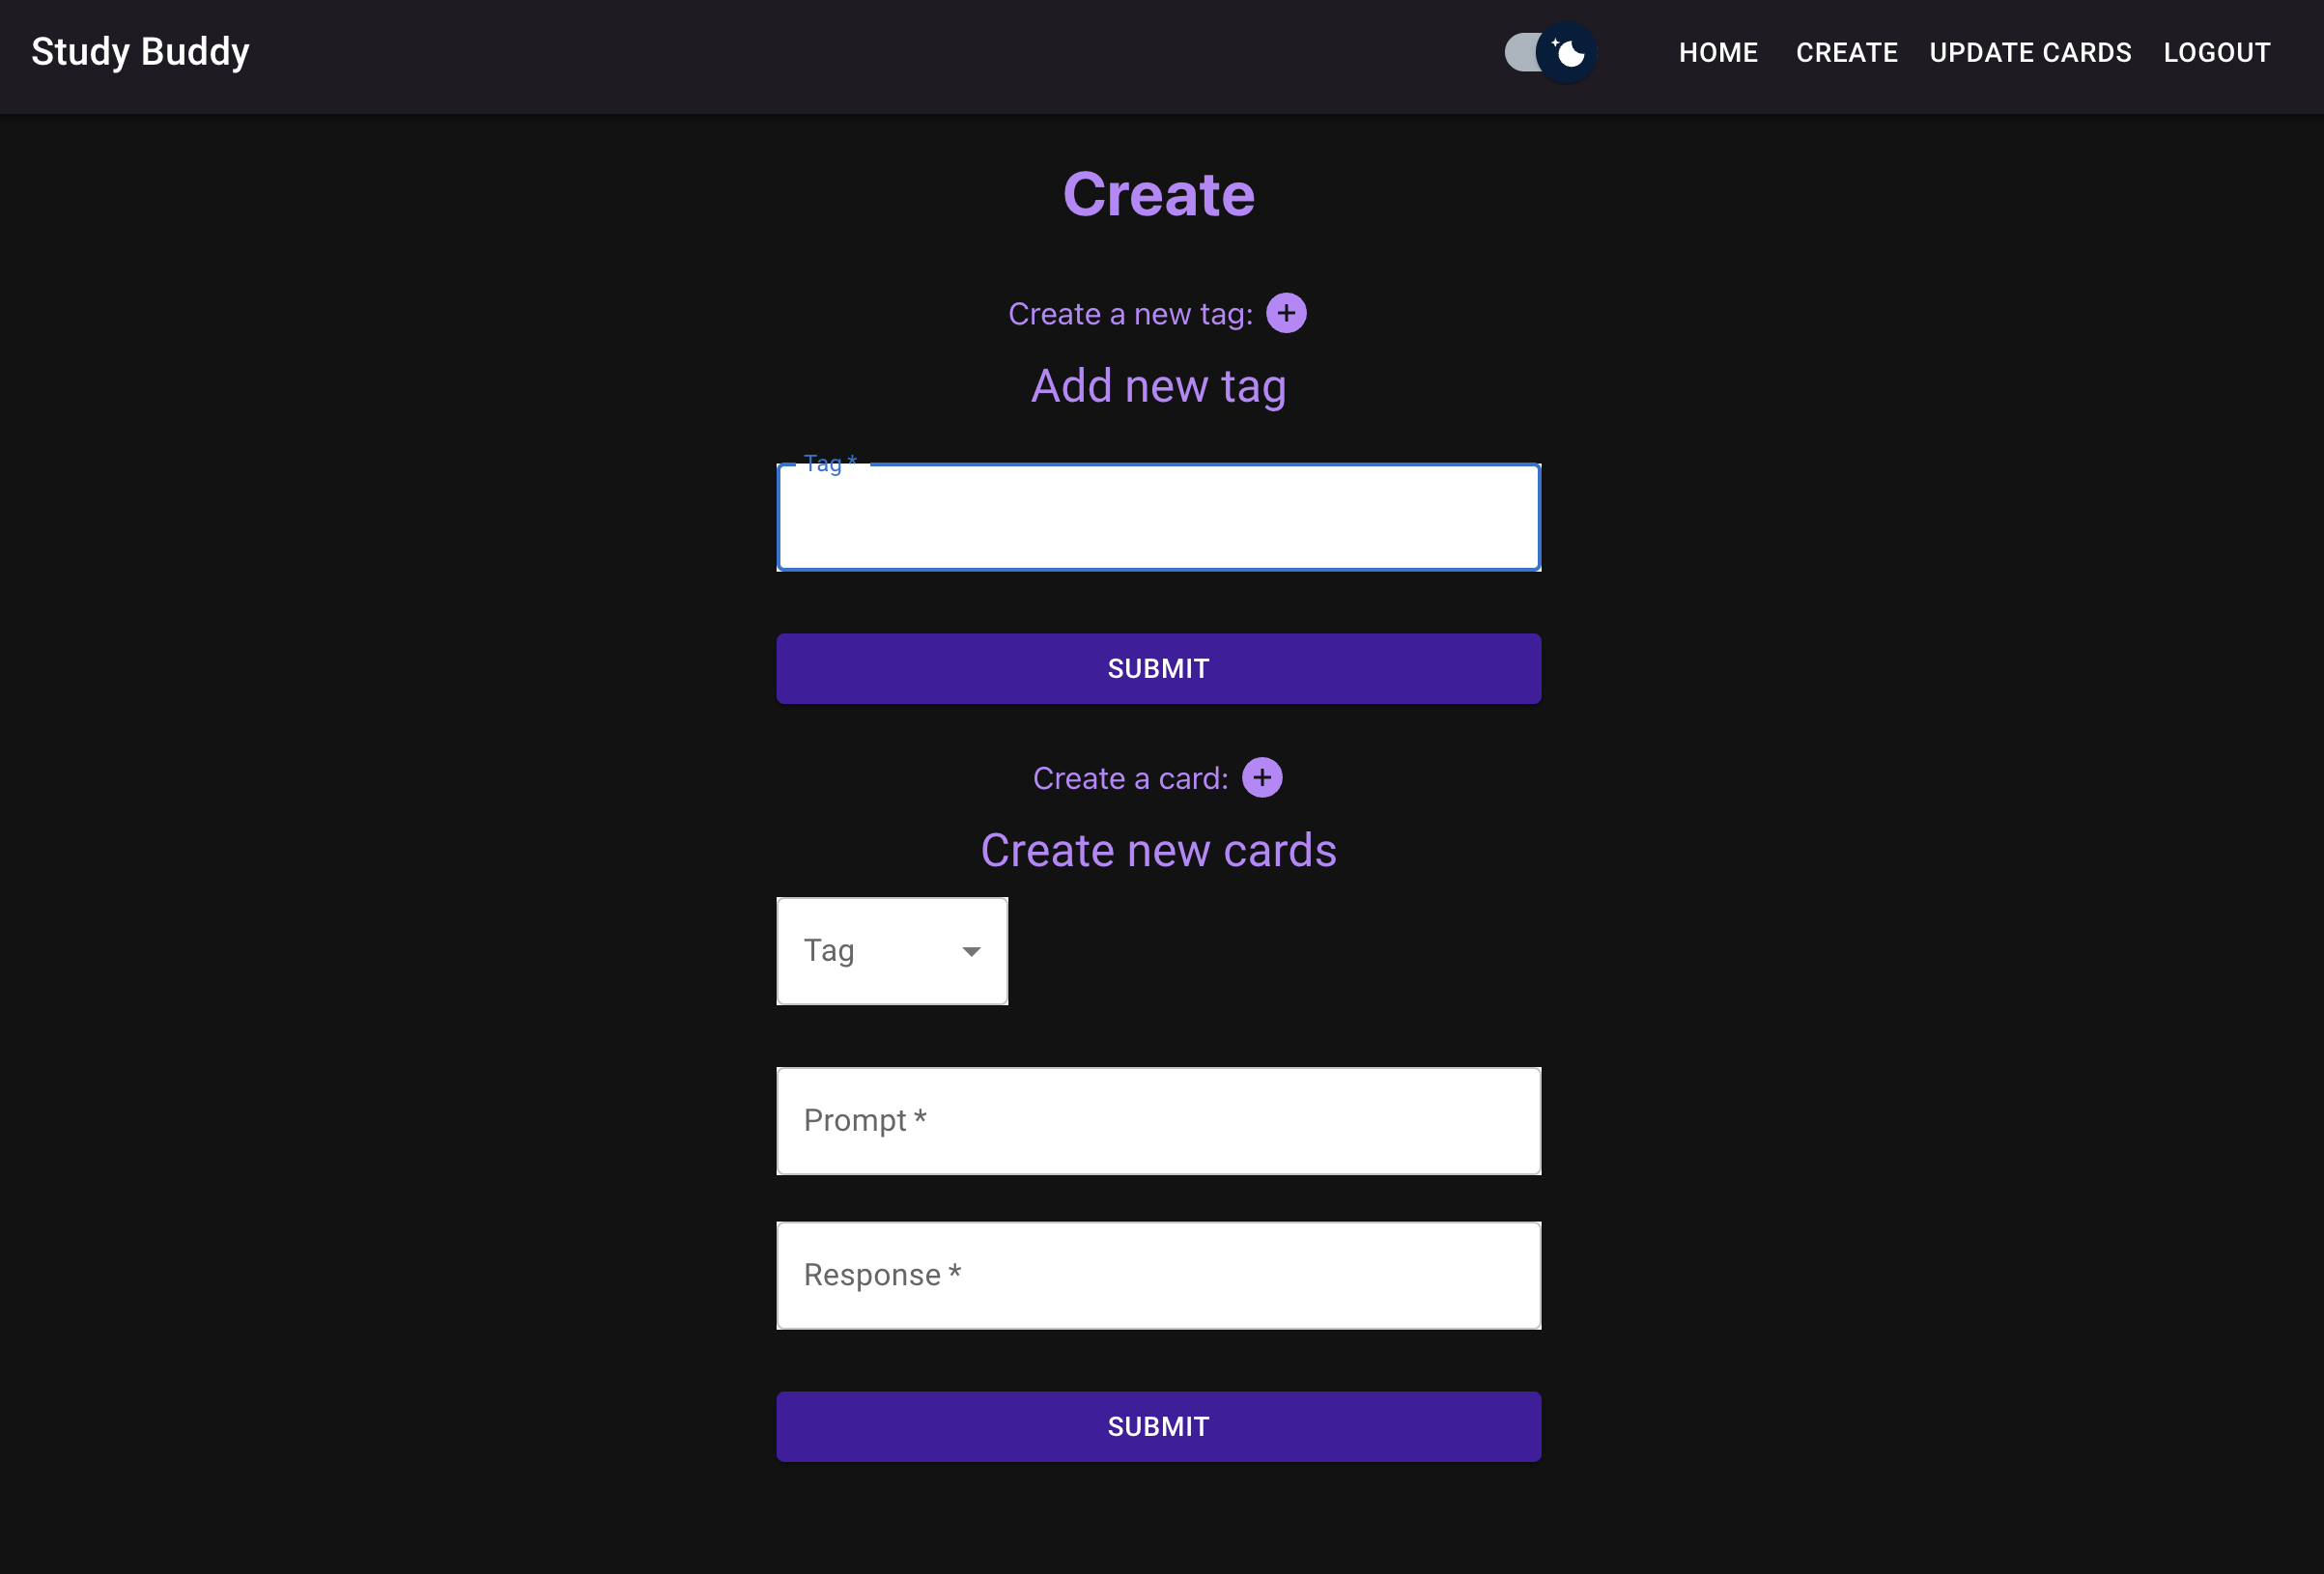 Study Buddy
HOME CREATE UPDATE CARDS LOGOUT
Create
Create a new tag:
Add new tag
Tag *
SUBMIT
Create a card:
Create new cards
Tag
Prompt *
Response *
SUBMIT